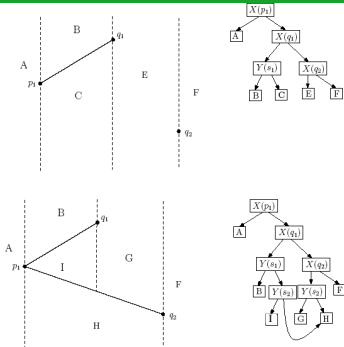 B
q₁
A
p₁
C
E
F
q₂
X(p₁)
A
X(q₁)
Y(s₁)
X(q₂)
B
C
E
F
B
q₁
A
G
p₁
I
F
q₂
H
X(p₁)
A
X(q₁)
Y(s₁)
X(q₂)
B
Y(s₂)
Y(s₂)
F
I
G
H